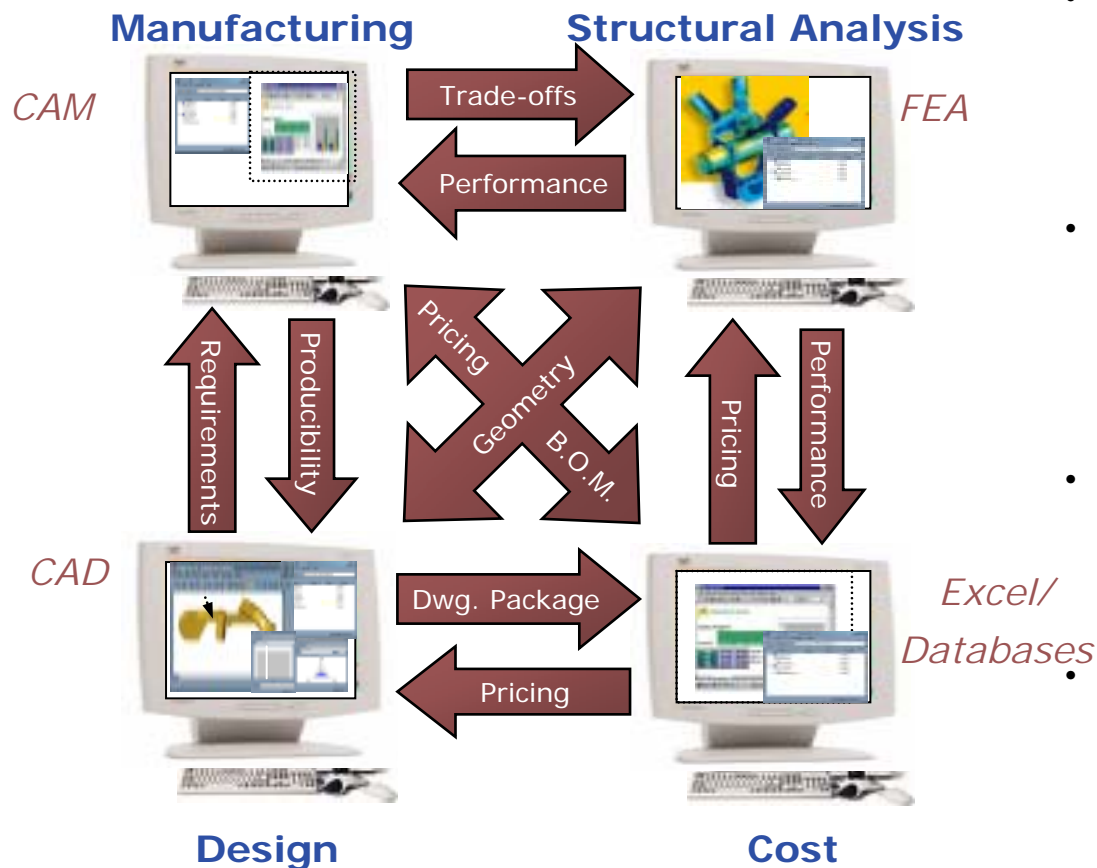 Manufacturing
Structural Analysis
CAM
Trade-offs
FEA
Performance
Requirements
Producibility
Pricing
Geometry
B.O.M.
Pricing
Performance
CAD
Dwg. Package
Excel/
Databases
Pricing
Design
Cost